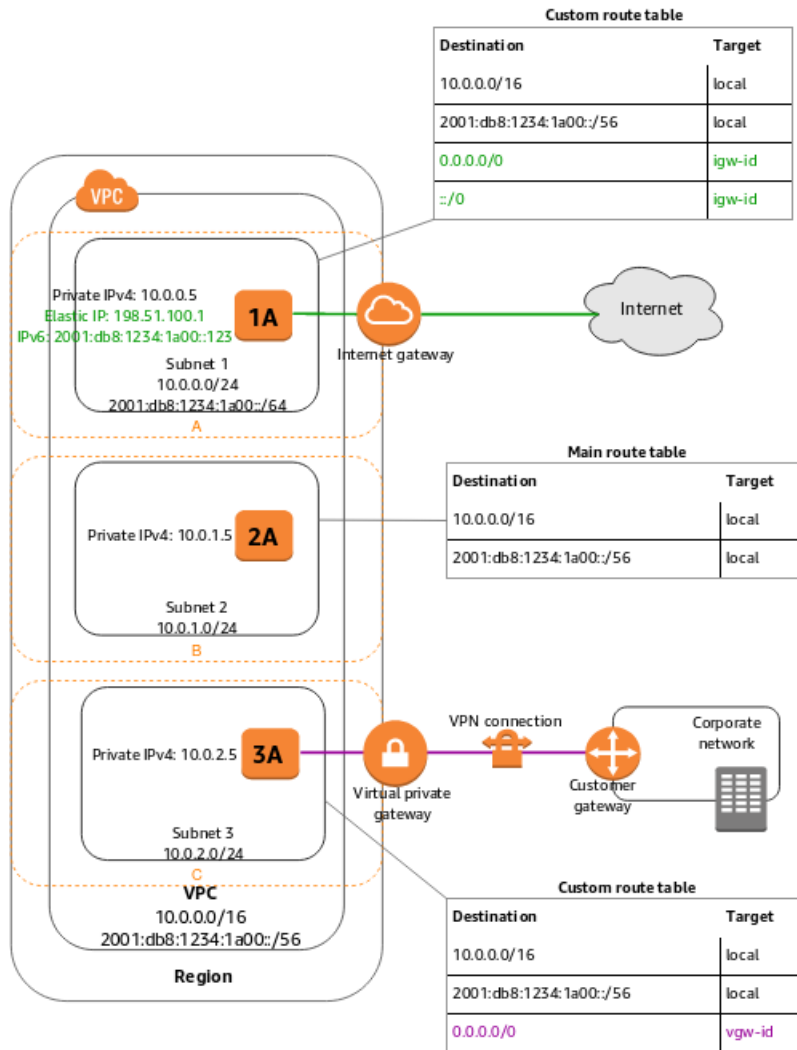 Custom route table
Destination Target
10.0.0.0/16 local
2001:db8:1234:1a00::/56 local
0.0.0.0/0 igw-id
::/0 igw-id
VPC
Private IPv4: 10.0.0.5
Elastic IP: 198.51.100.1
IPv6: 2001:db8:1234:1a00::123
1A
Subnet 1
10.0.0.0/24
2001:db8:1234:1a00::/64
A
Internet gateway
Internet
Main route table
Destination Target
10.0.0.0/16 local
2001:db8:1234:1a00::/56 local
Private IPv4: 10.0.1.5
2A
Subnet 2
10.0.1.0/24
B
Private IPv4: 10.0.2.5
3A
Subnet 3
10.0.2.0/24
C
Virtual private
gateway
VPN connection
Customer
gateway
Corporate
network
VPC
10.0.0.0/16
2001:db8:1234:1a00::/56
Region
Custom route table
Destination Target
10.0.0.0/16 local
2001:db8:1234:1a00::/56 local
0.0.0.0/0 vgw-id